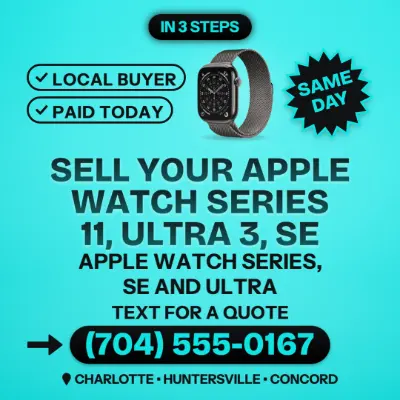 IN 3 STEPS
LOCAL BUYER
PAID TODAY
SAME
DAY
SELL YOUR APPLE
WATCH SERIES
11, ULTRA 3, SE
APPLE WATCH SERIES,
SE AND ULTRA
TEXT FOR A QUOTE
(704) 555-0167
CHARLOTTE • HUNTERSVILLE • CONCORD